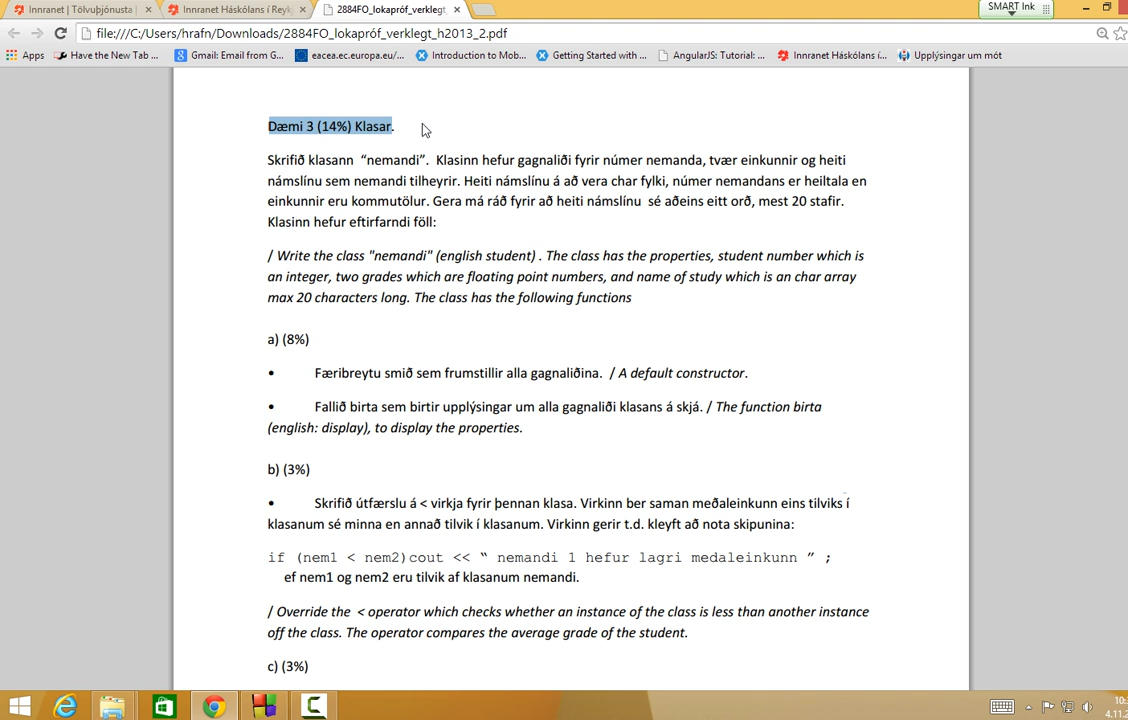 Innranet | Tölvuþjónusta
Innranet Háskólans í Reyk
2884FO_lokapróf_verklegt_
SMART Ink
file:///C:/Users/hrafn/Downloads/2884FO_lokapróf_verklegt_h2013_2.pdf
Apps Have the New Tab ... Gmail: Email from G... eacea.ec.europa.eu/... Introduction to Mob... Getting Started with ... AngularJS: Tutorial: ... Innranet Háskólans í... Upplýsingar um mót
Dæmi 3 (14%) Klasar.
Skrifið klasann “nemandi”. Klasinn hefur gagnaliði fyrir númer nemanda, tvær einkunnir og heiti
námslínu sem nemandi tilheyrir. Heiti námslínu á að vera char fylki, númer nemandans er heiltala en
einkunnir eru kommutölur. Gera má ráð fyrir að heiti námslínu sé aðeins eitt orð, mest 20 stafir.
Klasinn hefur eftirfarndi föll:
/ Write the class "nemandi" (english student) . The class has the properties, student number which is
an integer, two grades which are floating point numbers, and name of study which is an char array
max 20 characters long. The class has the following functions
a) (8%)
• Færibreytu smið sem frumstillir alla gagnaliðina. / A default constructor.
• Fallið birta sem birtir upplýsingar um alla gagnaliði klasans á skjá. / The function birta
(english: display), to display the properties.
b) (3%)
• Skrifið útfærslu á < virkja fyrir þennan klasa. Virkinn ber saman meðaleinkunn eins tilviks í
klasanum sé minna en annað tilvik í klasanum. Virkinn gerir t.d. kleyft að nota skipunina:
if (nem1 < nem2)cout << “ nemandi 1 hefur lagri medaleinkunn ” ;
ef nem1 og nem2 eru tilvik af klasanum nemandi.
/ Override the < operator which checks whether an instance of the class is less than another instance
off the class. The operator compares the average grade of the student.
c) (3%)
10:
4.11.2